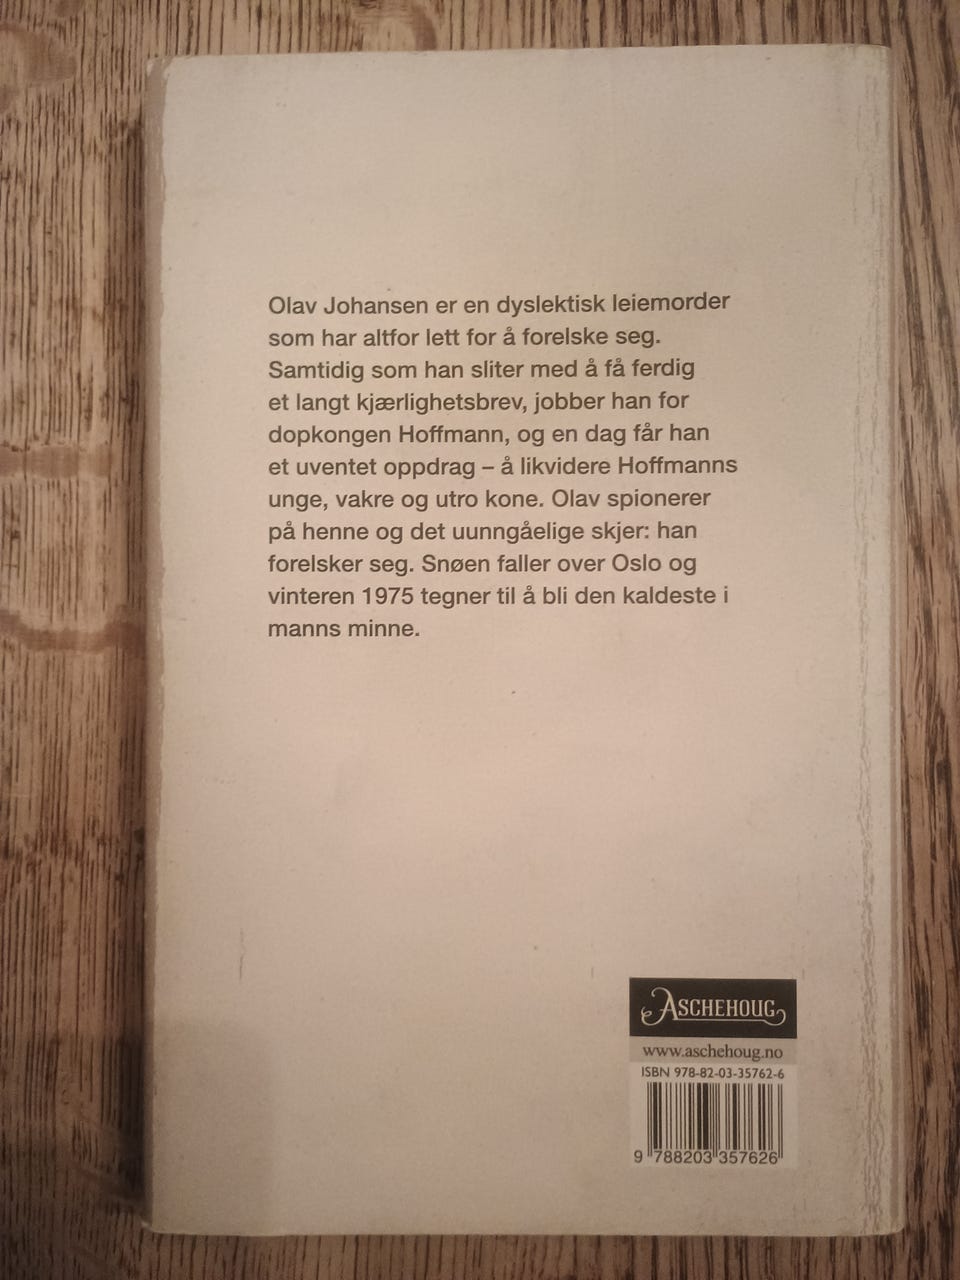 Olav Johansen er en dyslektisk leiemorder
som har altfor lett for å forelske seg.
Samtidig som han sliter med å få ferdig
et langt kjærlighetsbrev, jobber han for
dopkongen Hoffmann, og en dag får han
et uventet oppdrag – å likvidere Hoffmanns
unge, vakre og utro kone. Olav spionerer
på henne og det uunngåelige skjer: han
forelsker seg. Snøen faller over Oslo og
vinteren 1975 tegner til å bli den kaldeste i
manns minne.
ASCHEHOUG
www.aschehoug.no
ISBN 978-82-03-35762-6
9 788203 357626